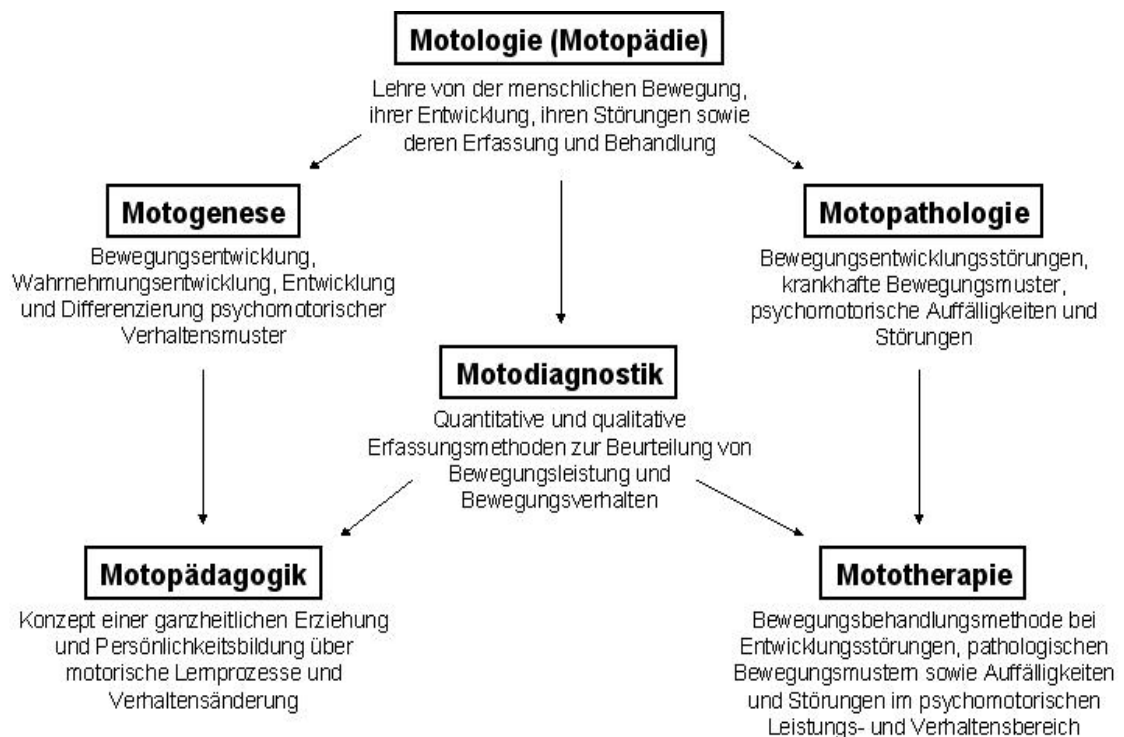 Motologie (Motopädie)
Lehre von der menschlichen Bewegung,
ihrer Entwicklung, ihren Störungen sowie
deren Erfassung und Behandlung
Motogenese
Bewegungsentwicklung,
Wahrnehmungsentwicklung, Entwicklung
und Differenzierung psychomotorischer
Verhaltensmuster
Motopathologie
Bewegungsentwicklungsstörungen,
krankhafte Bewegungsmuster,
psychomotorische Auffälligkeiten und
Störungen
Motodiagnostik
Quantitative und qualitative
Erfassungsmethoden zur Beurteilung von
Bewegungsleistung und
Bewegungsverhalten
Motopädagogik
Konzept einer ganzheitlichen Erziehung
und Persönlichkeitsbildung über
motorische Lernprozesse und
Verhaltensänderung
Mototherapie
Bewegungsbehandlungsmethode bei
Entwicklungsstörungen, pathologischen
Bewegungsmustern sowie Auffälligkeiten
und Störungen im psychomotorischen
Leistungs- und Verhaltensbereich